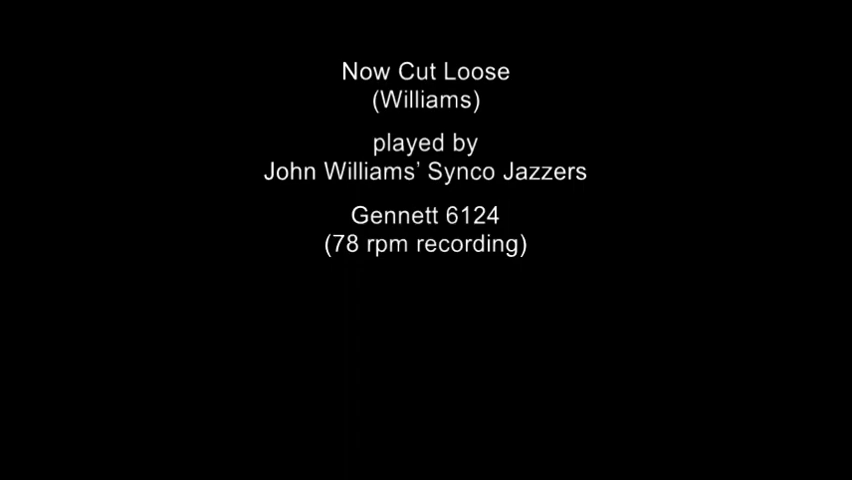 Now Cut Loose
(Williams)
played by
John Williams’ Synco Jazzers
Gennett 6124
(78 rpm recording)